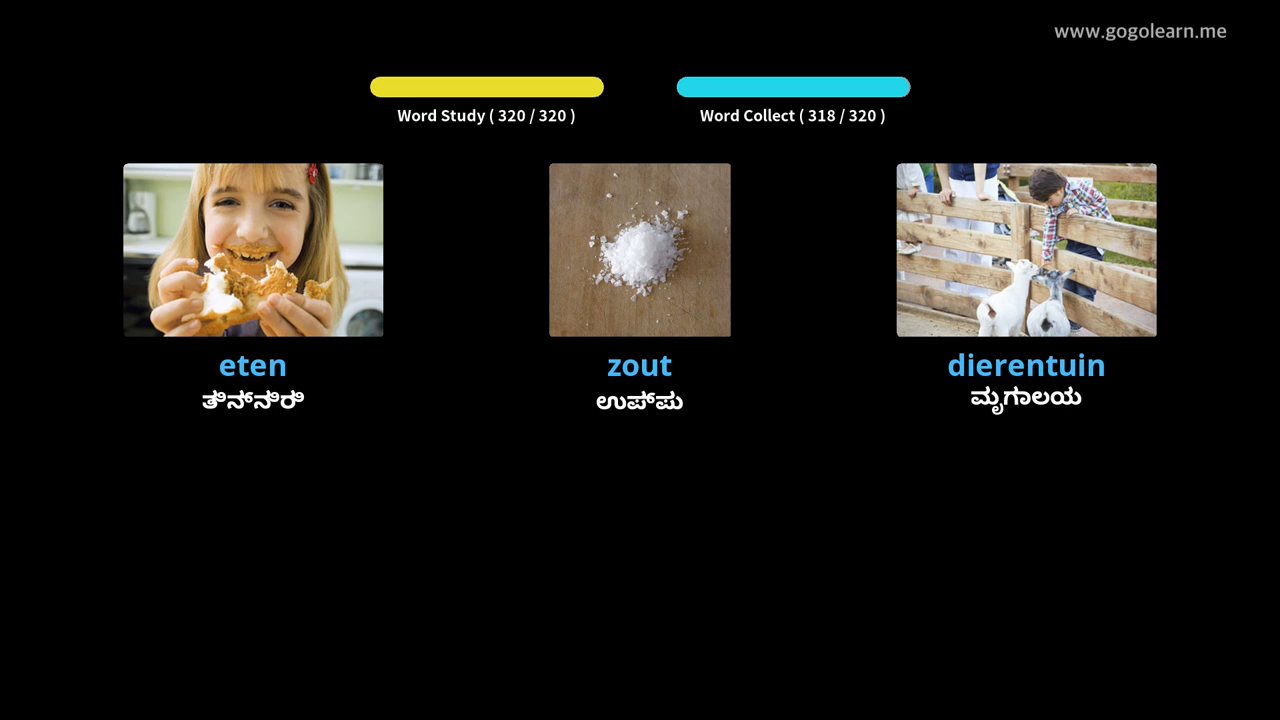 www.gogolearn.me
Word Study ( 320 / 320 )
Word Collect ( 318 / 320 )
eten
zout
dierentuin
ತಿನ್ನಿರಿ
ಉಪ್ಪು
ಮೃಗಾಲಯ